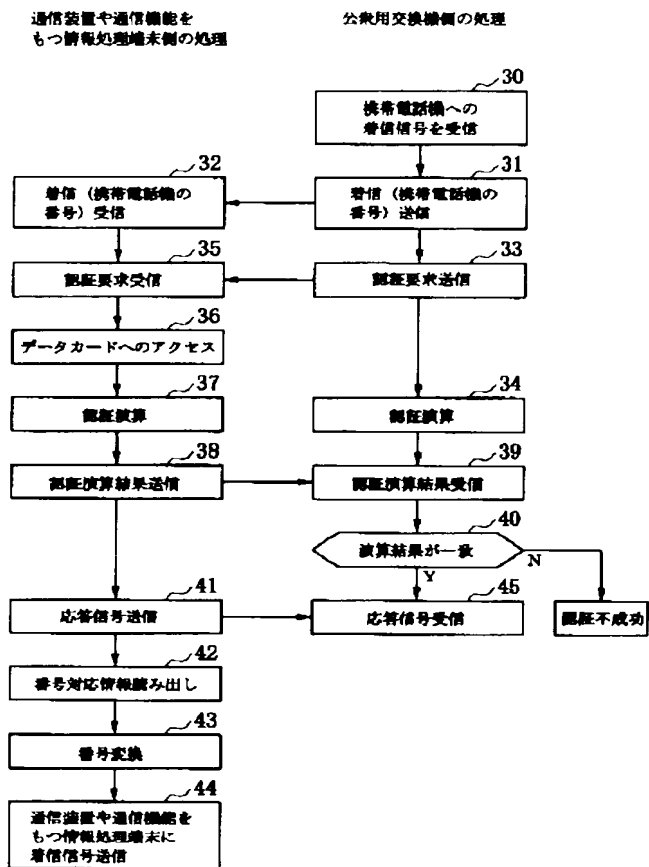 通信装置や通信機能を
もつ情報処理端末側の処理
公衆用交換機側の処理
30
携帯電話機への
着信信号を受信
32
着信（携帯電話機の
番号）受信
31
着信（携帯電話機の
番号）送信
35
認証要求受信
33
認証要求送信
36
データカードへのアクセス
37
認証演算
34
認証演算
38
認証演算結果送信
39
認証演算結果受信
40
演算結果が一致
N
Y
41
応答信号送信
45
応答信号受信
認証不成功
42
番号対応情報読み出し
43
番号変換
44
通信装置や通信機能を
もつ情報処理端末に
着信信号送信